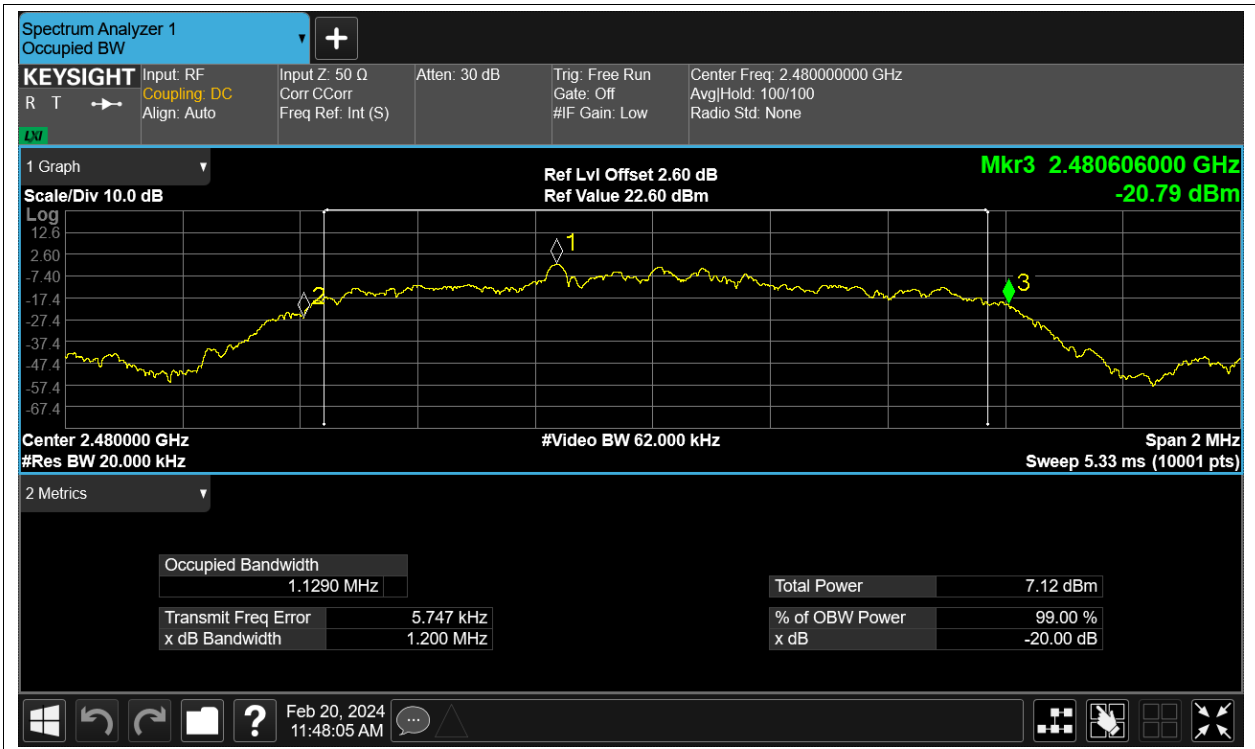 Spectrum Analyzer 1
Occupied BW
KEYSIGHT
R T
LXI
Input: RF
Coupling: DC
Align: Auto
Input Z: 50 Ω
Corr CCorr
Freq Ref: Int (S)
Atten: 30 dB
Trig: Free Run
Gate: Off
#IF Gain: Low
Center Freq: 2.480000000 GHz
Avg|Hold: 100/100
Radio Std: None
1 Graph
Scale/Div 10.0 dB
Ref Lvl Offset 2.60 dB
Ref Value 22.60 dBm
Mkr3 2.480606000 GHz
-20.79 dBm
Log
12.6
2.60
-7.40
-17.4
-27.4
-37.4
-47.4
-57.4
-67.4
1
2
3
Center 2.480000 GHz
#Video BW 62.000 kHz
Span 2 MHz
#Res BW 20.000 kHz
Sweep 5.33 ms (10001 pts)
2 Metrics
Occupied Bandwidth
1.1290 MHz
Total Power 7.12 dBm
Transmit Freq Error 5.747 kHz
% of OBW Power 99.00 %
x dB Bandwidth 1.200 MHz
x dB -20.00 dB
?
Feb 20, 2024
11:48:05 AM